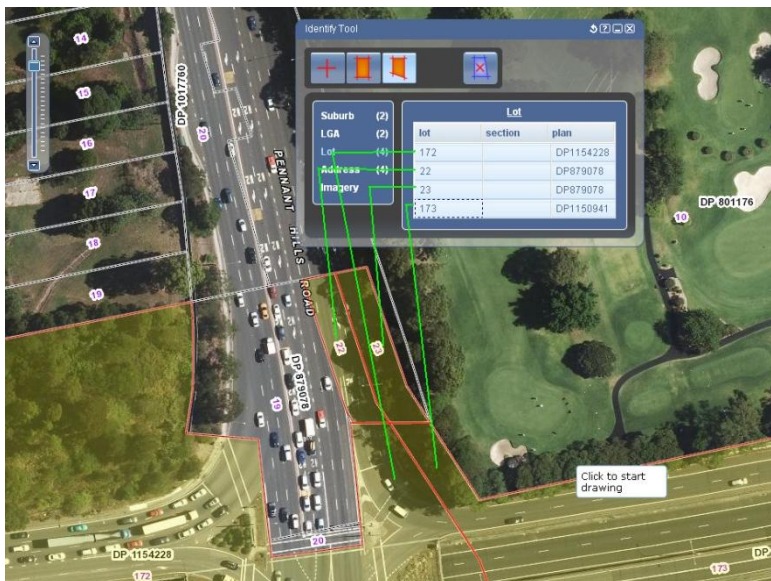 Identify Tool
Suburb (2)
LGA (2)
Lot (4)
Address (4)
Imagery
Lot
lot section plan
172 DP1154228
22 DP879078
23 DP879078
173 DP1150941
14
15
16
17
18
19
DP 1017760
20
PENNANT HILLS ROAD
10
DP 801176
22
23
DP 879078
19
Click to start
drawing
20
DP 1154228
172
173
DP